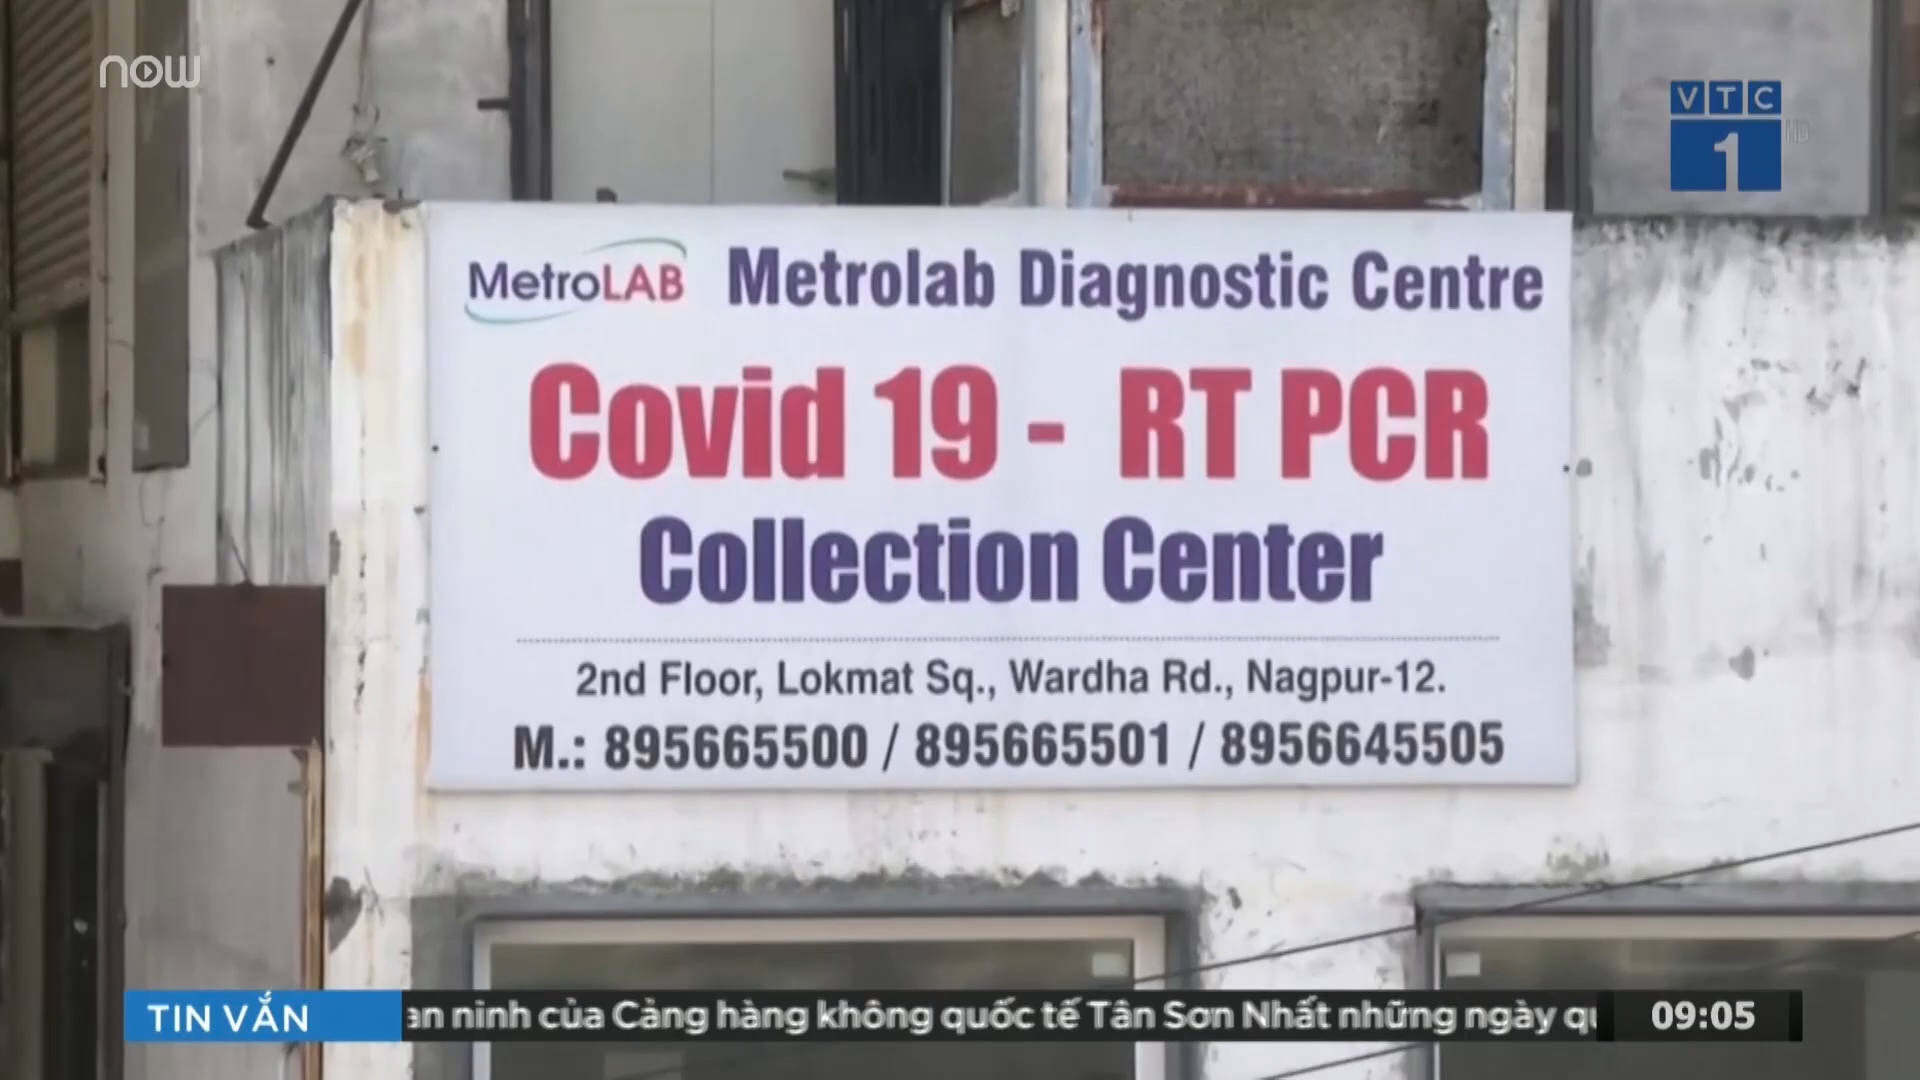 now
VTC
1
HD
MetroLAB
Metrolab Diagnostic Centre
Covid 19 - RT PCR
Collection Center
2nd Floor, Lokmat Sq., Wardha Rd., Nagpur-12.
M.: 895665500 / 895665501 / 8956645505
TIN VẮN
an ninh của Cảng hàng không quốc tế Tân Sơn Nhất những ngày
09:05